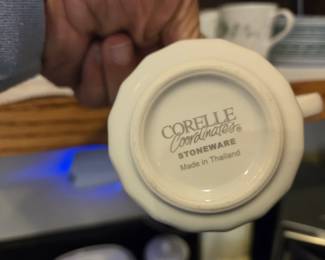 CORELLE
Coordinates®
STONEWARE
Made in Thailand